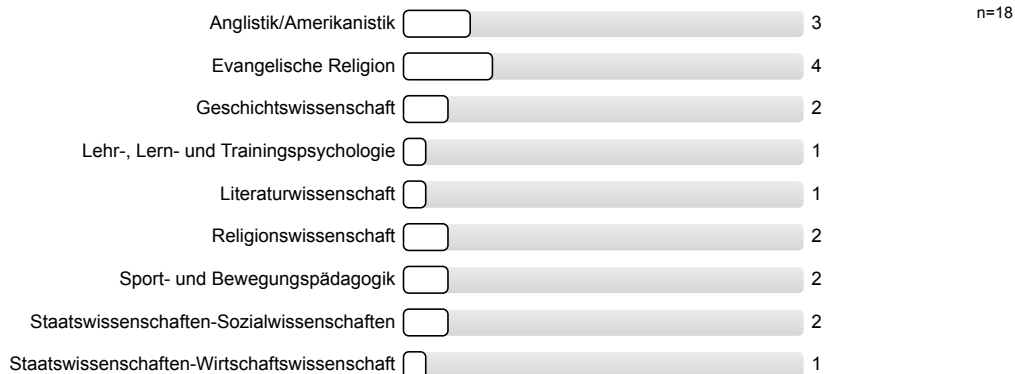 Anglistik/Amerikanistik 3 n=18
Evangelische Religion 4
Geschichtswissenschaft 2
Lehr-, Lern- und Trainingspsychologie 1
Literaturwissenschaft 1
Religionswissenschaft 2
Sport- und Bewegungspädagogik 2
Staatswissenschaften-Sozialwissenschaften 2
Staatswissenschaften-Wirtschaftswissenschaft 1